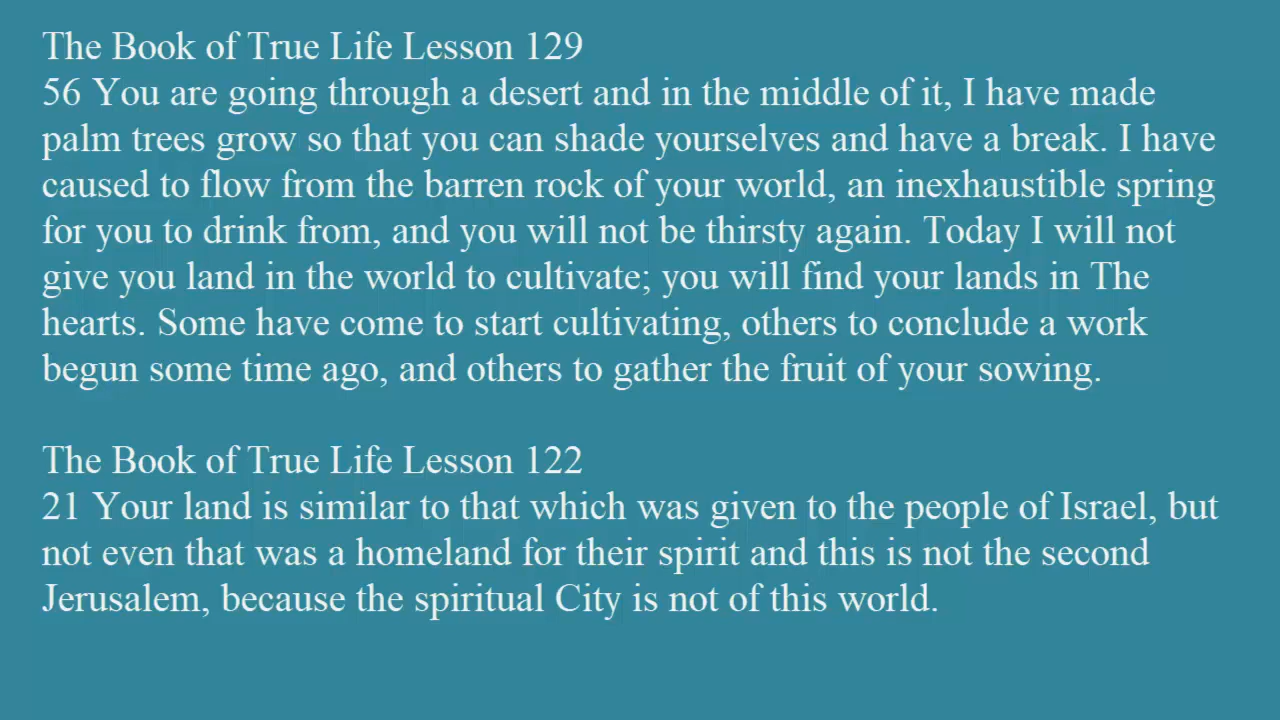 The Book of True Life Lesson 129
56 You are going through a desert and in the middle of it, I have made
palm trees grow so that you can shade yourselves and have a break. I have
caused to flow from the barren rock of your world, an inexhaustible spring
for you to drink from, and you will not be thirsty again. Today I will not
give you land in the world to cultivate; you will find your lands in The
hearts. Some have come to start cultivating, others to conclude a work
begun some time ago, and others to gather the fruit of your sowing.
The Book of True Life Lesson 122
21 Your land is similar to that which was given to the people of Israel, but
not even that was a homeland for their spirit and this is not the second
Jerusalem, because the spiritual City is not of this world.